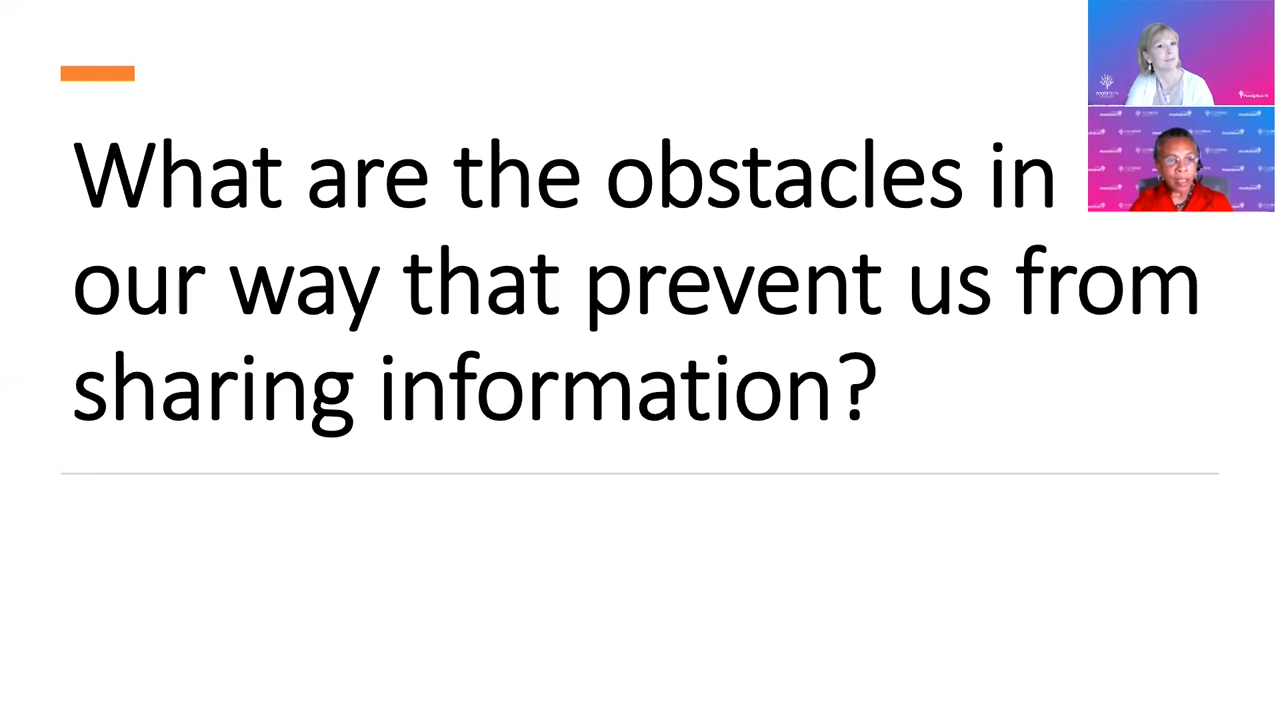 What are the obstacles in
our way that prevent us from
sharing information?